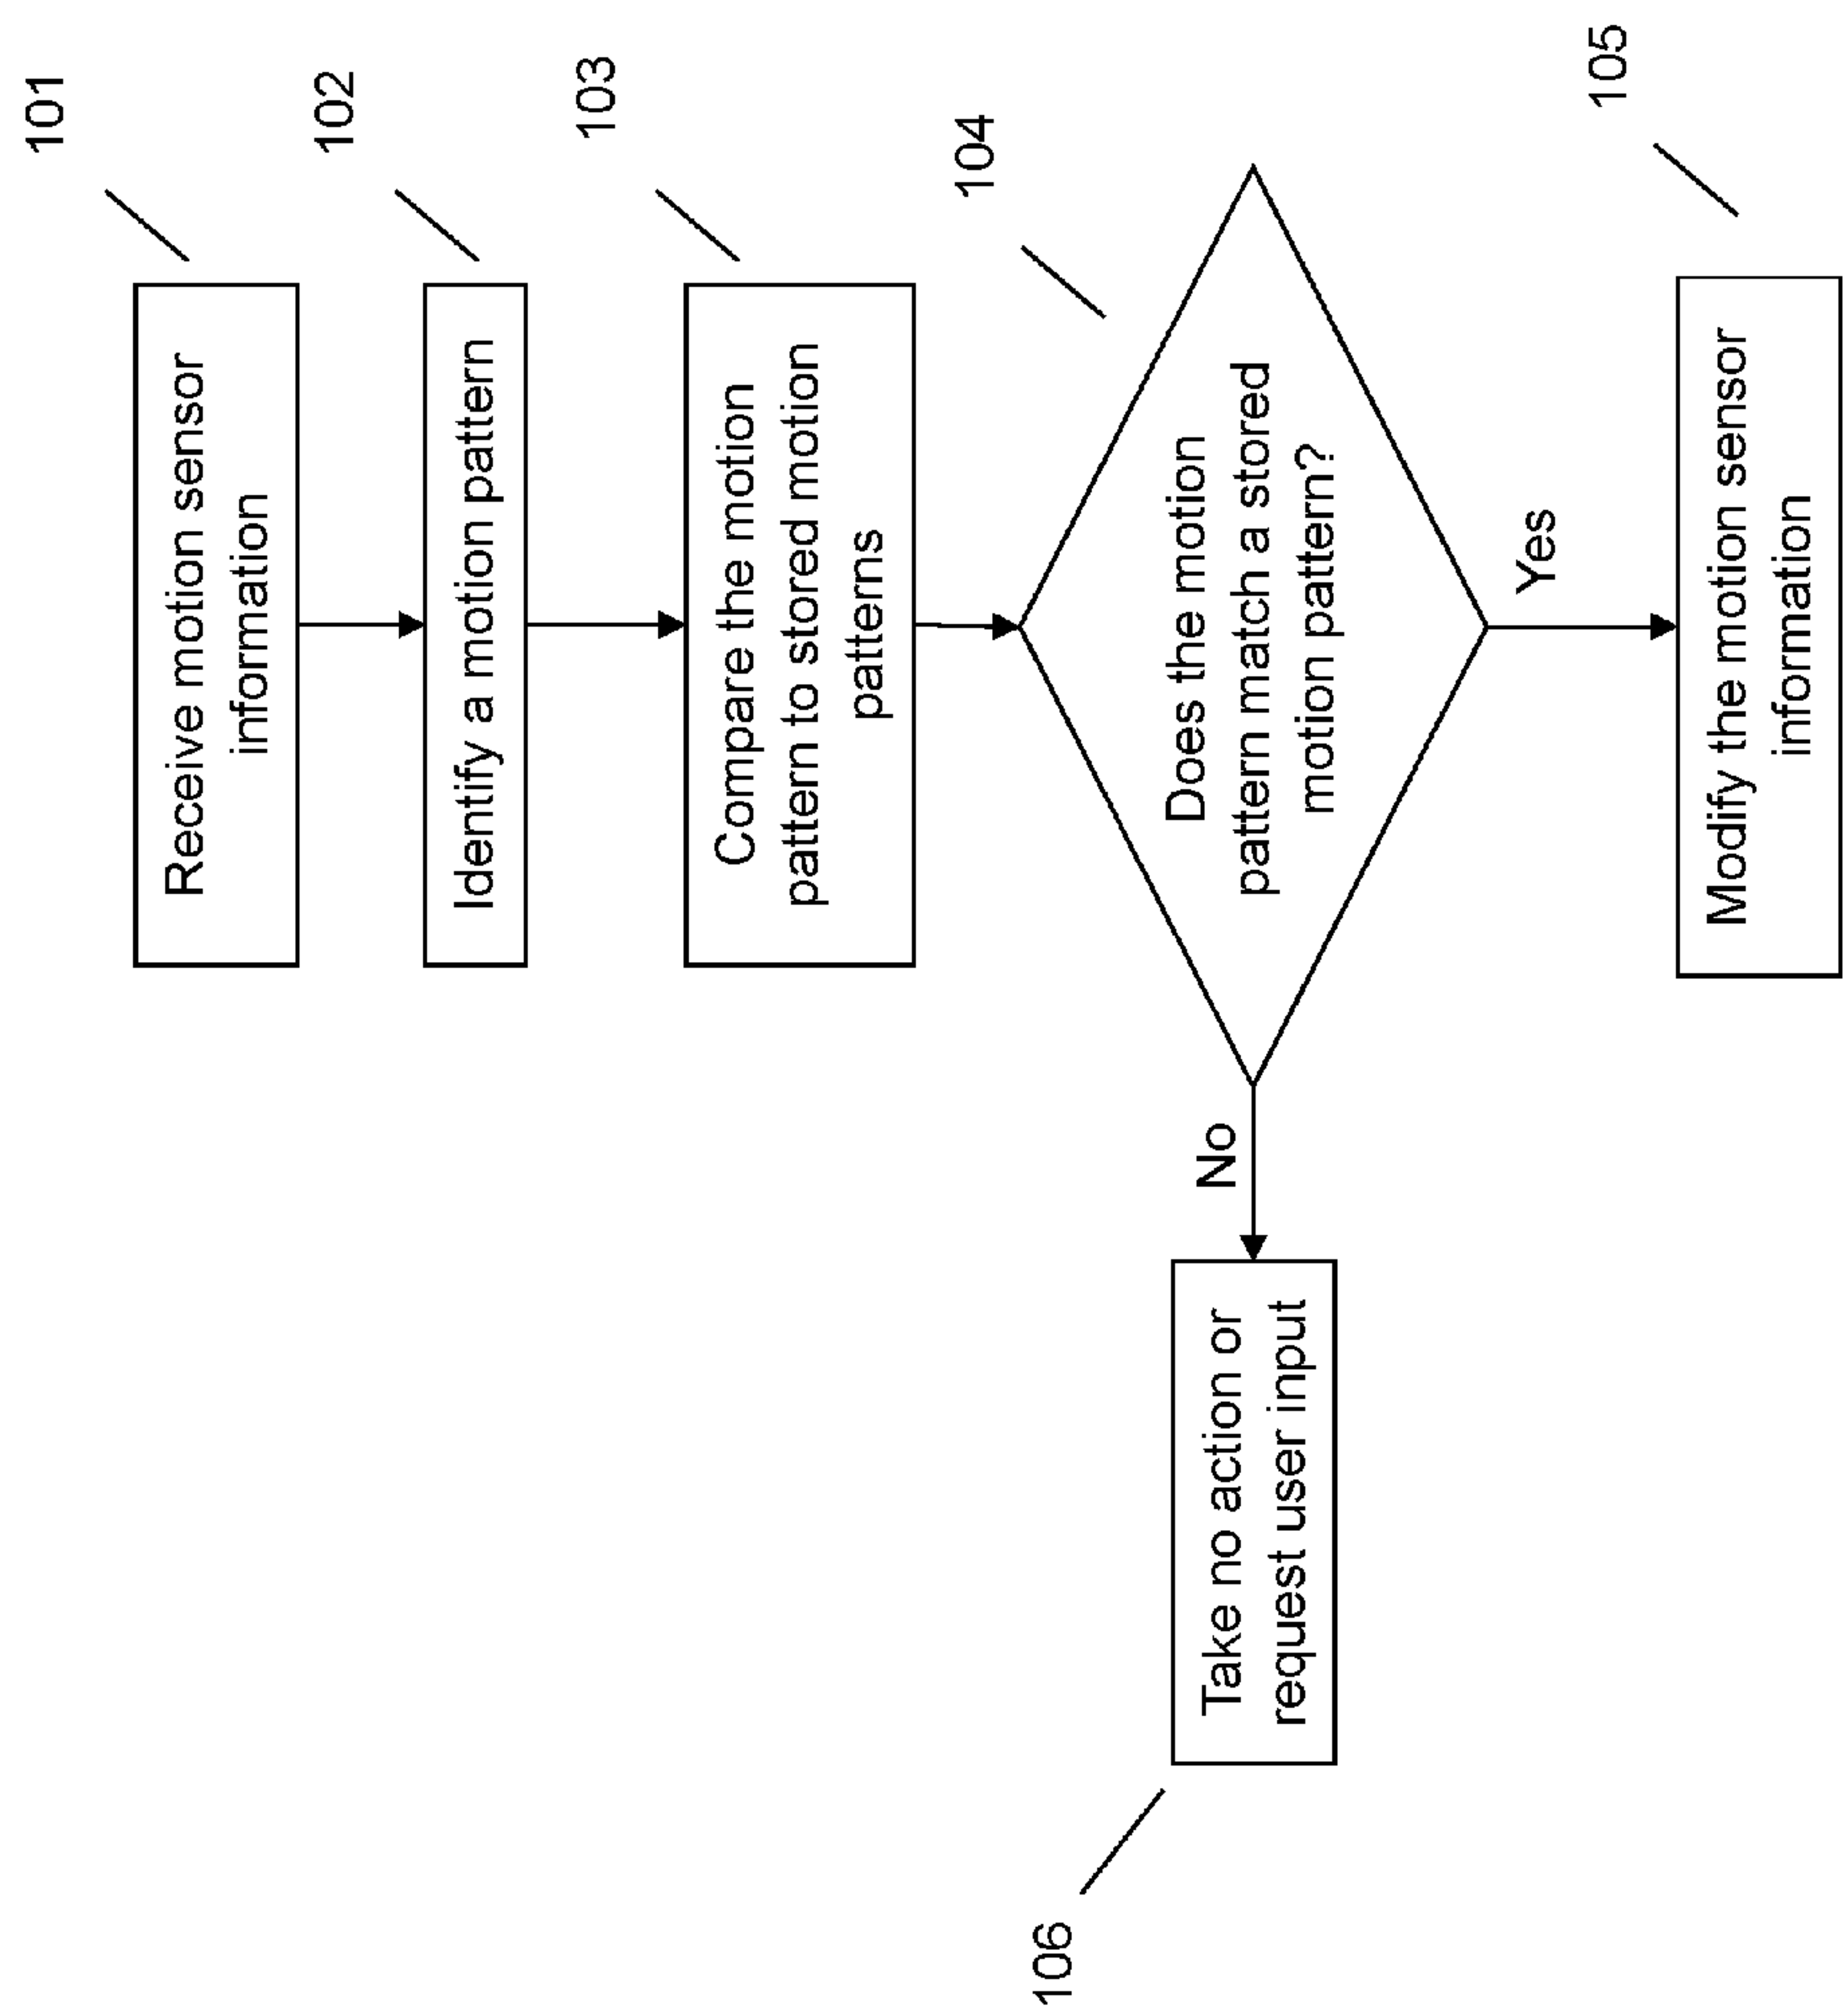 101
Receive motion sensor
information
102
Identify a motion pattern
103
Compare the motion
pattern to stored motion
patterns
104
Does the motion
pattern match a stored
motion pattern?
No
Yes
106
Take no action or
request user input
105
Modify the motion sensor
information